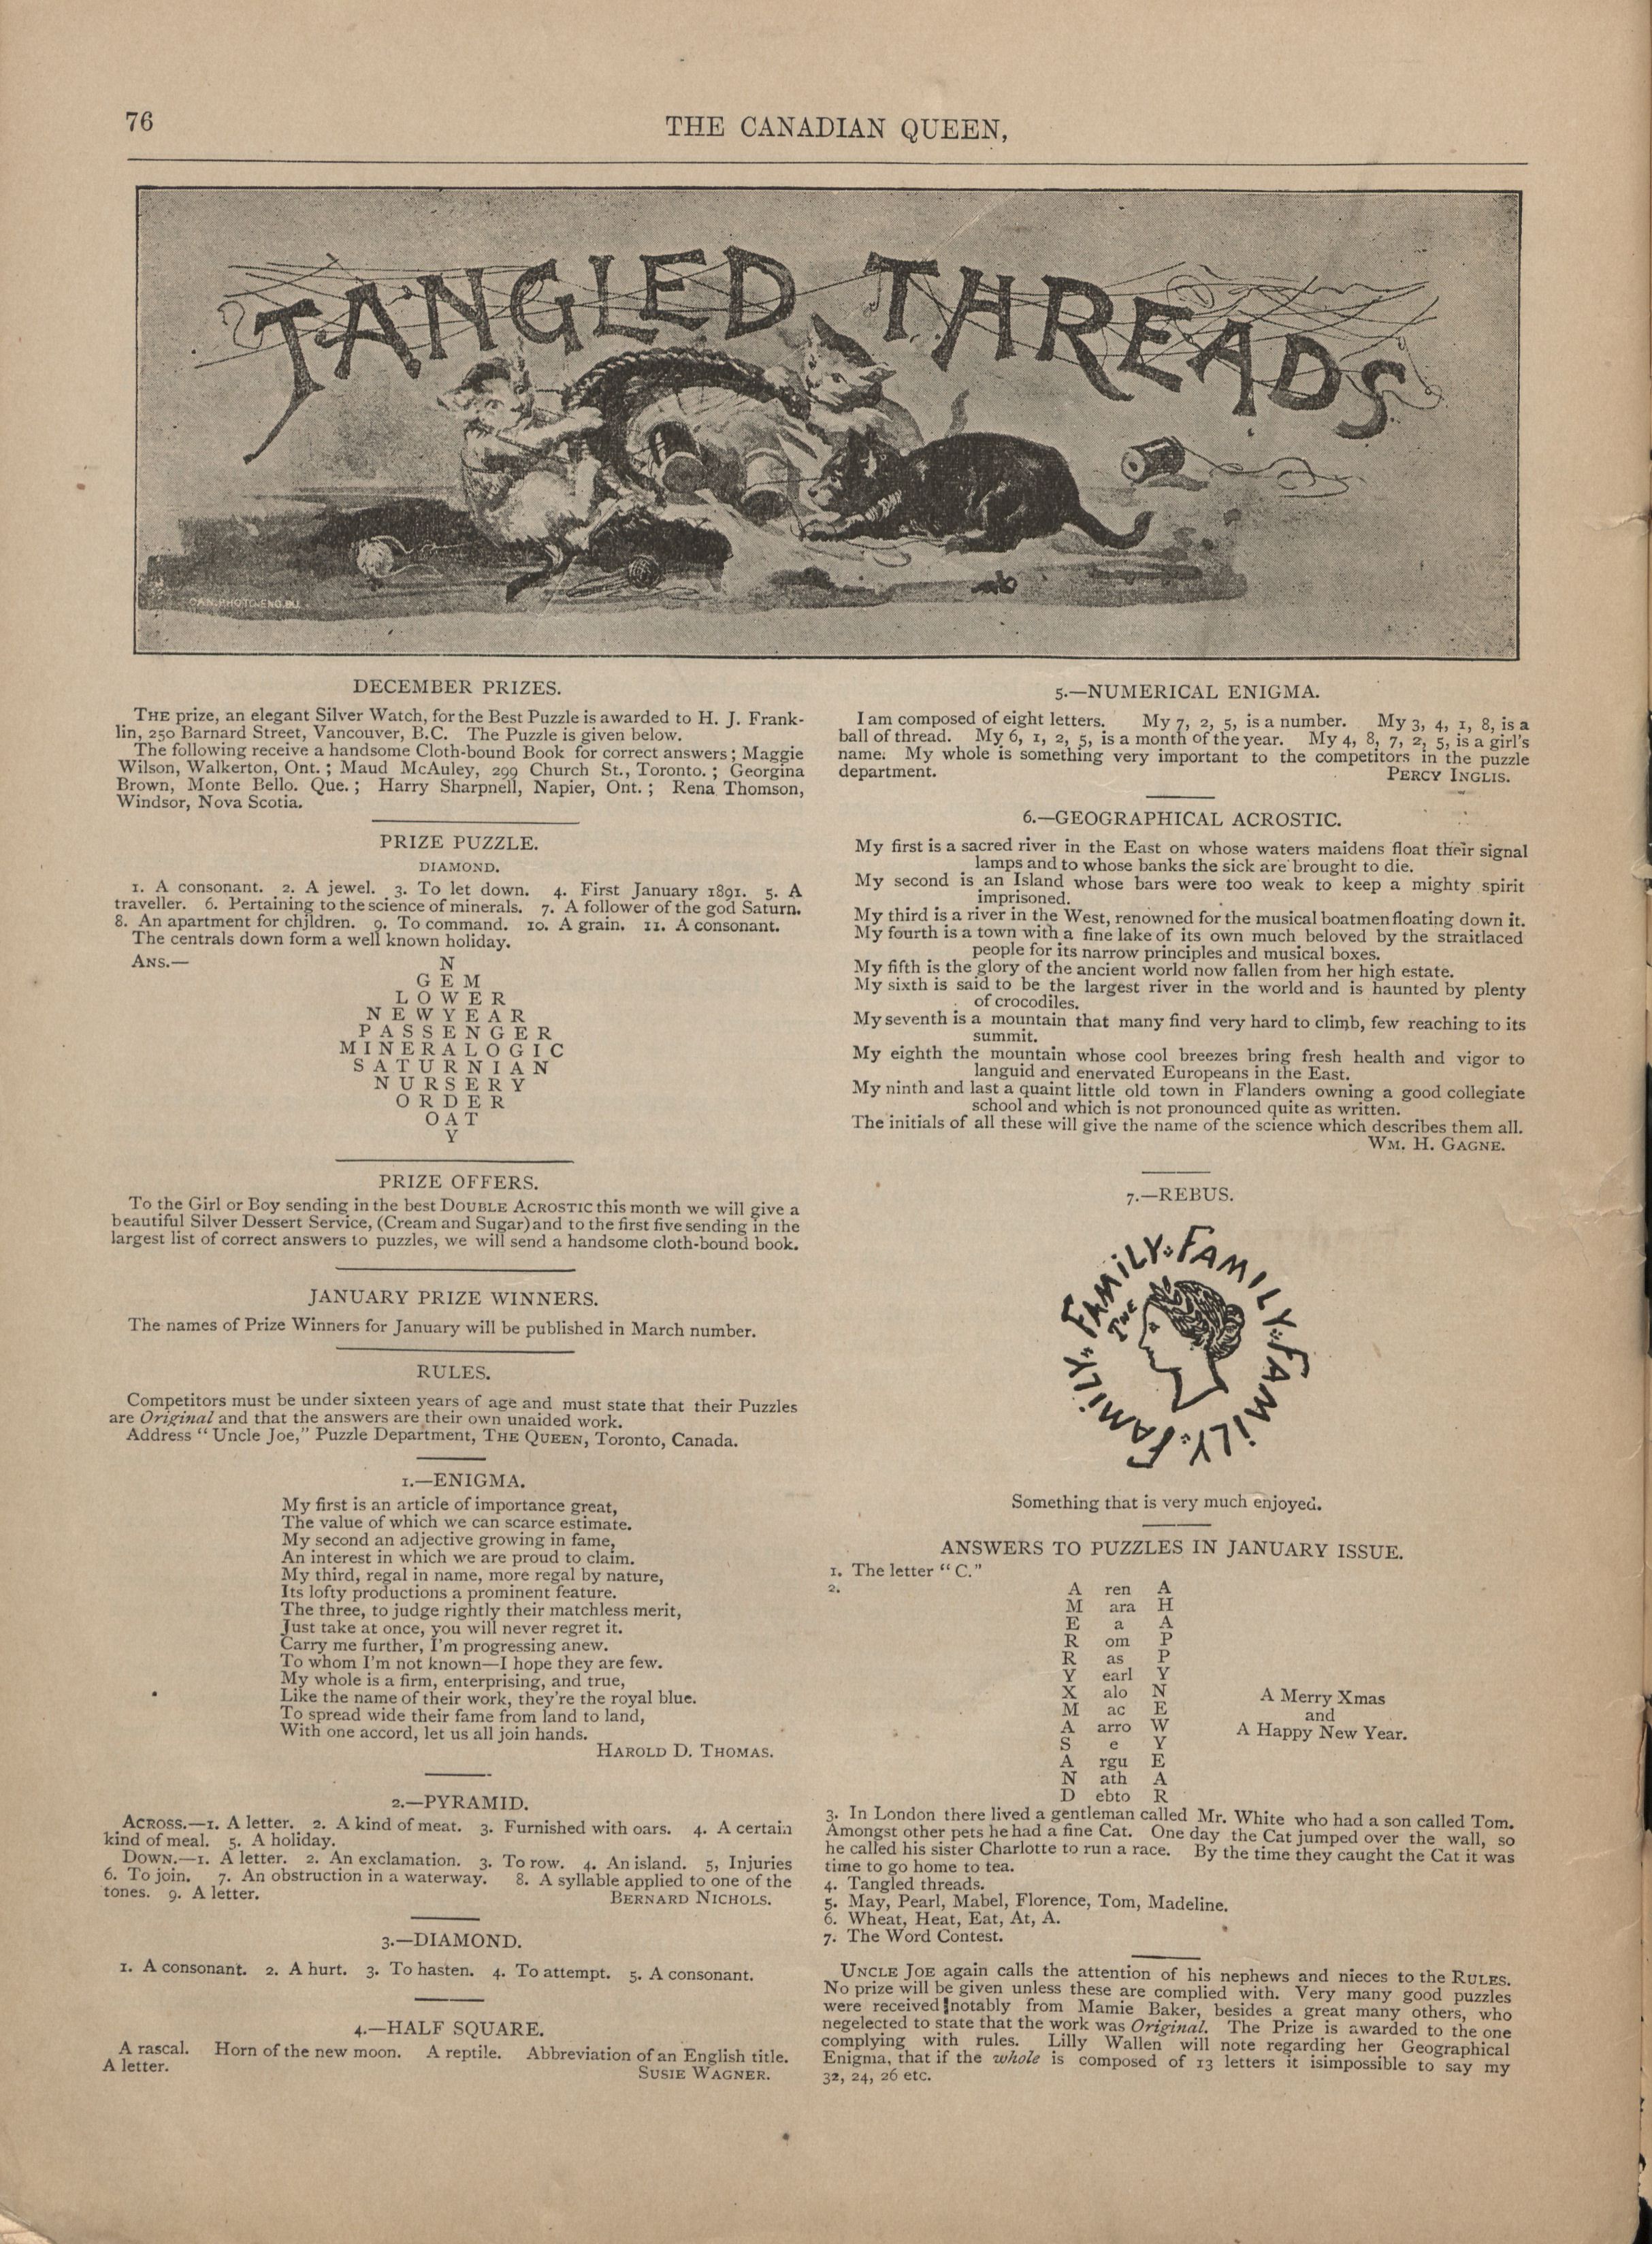 76
THE CANADIAN QUEEN,
TANGLED THREADS
CAN.PHOTO-ENG.BU.
DECEMBER PRIZES.
THE prize, an elegant Silver Watch, for the Best Puzzle is awarded to H. J. Frank-
lin, 250 Barnard Street, Vancouver, B.C. The Puzzle is given below.
The following receive a handsome Cloth-bound Book for correct answers; Maggie
Wilson, Walkerton, Ont.; Maud McAuley, 299 Church St., Toronto.; Georgina
Brown, Monte Bello. Que.; Harry Sharpnell, Napier, Ont.; Rena Thomson,
Windsor, Nova Scotia.
PRIZE PUZZLE.
DIAMOND.
1. A consonant. 2. A jewel. 3. To let down. 4. First January 1891. 5. A
traveller. 6. Pertaining to the science of minerals. 7. A follower of the god Saturn.
8. An apartment for children. 9. To command. 10. A grain. 11. A consonant.
The centrals down form a well known holiday.
ANS.— N
G E M
L O W E R
N E W Y E A R
P A S S E N G E R
M I N E R A L O G I C
S A T U R N I A N
N U R S E R Y
O R D E R
O A T
Y
PRIZE OFFERS.
To the Girl or Boy sending in the best DOUBLE ACROSTIC this month we will give a
beautiful Silver Dessert Service, (Cream and Sugar) and to the first five sending in the
largest list of correct answers to puzzles, we will send a handsome cloth-bound book.
JANUARY PRIZE WINNERS.
The names of Prize Winners for January will be published in March number.
RULES.
Competitors must be under sixteen years of age and must state that their Puzzles
are Original and that the answers are their own unaided work.
Address "Uncle Joe," Puzzle Department, THE QUEEN, Toronto, Canada.
1.—ENIGMA.
My first is an article of importance great,
The value of which we can scarce estimate.
My second an adjective growing in fame,
An interest in which we are proud to claim.
My third, regal in name, more regal by nature,
Its lofty productions a prominent feature.
The three, to judge rightly their matchless merit,
Just take at once, you will never regret it.
Carry me further, I'm progressing anew.
To whom I'm not known—I hope they are few.
My whole is a firm, enterprising, and true,
Like the name of their work, they're the royal blue.
To spread wide their fame from land to land,
With one accord, let us all join hands.
HAROLD D. THOMAS.
2.—PYRAMID.
ACROSS.—1. A letter. 2. A kind of meat. 3. Furnished with oars. 4. A certain
kind of meal. 5. A holiday.
DOWN.—1. A letter. 2. An exclamation. 3. To row. 4. An island. 5, Injuries
6. To join. 7. An obstruction in a waterway. 8. A syllable applied to one of the
tones. 9. A letter. BERNARD NICHOLS.
3.—DIAMOND.
1. A consonant. 2. A hurt. 3. To hasten. 4. To attempt. 5. A consonant.
4.—HALF SQUARE.
A rascal. Horn of the new moon. A reptile. Abbreviation of an English title.
A letter. SUSIE WAGNER.
5.—NUMERICAL ENIGMA.
I am composed of eight letters. My 7, 2, 5, is a number. My 3, 4, 1, 8, is a
ball of thread. My 6, 1, 2, 5, is a month of the year. My 4, 8, 7, 2, 5, is a girl's
name. My whole is something very important to the competitors in the puzzle
department. PERCY INGLIS.
6.—GEOGRAPHICAL ACROSTIC.
My first is a sacred river in the East on whose waters maidens float their signal
lamps and to whose banks the sick are brought to die.
My second is an Island whose bars were too weak to keep a mighty spirit
imprisoned.
My third is a river in the West, renowned for the musical boatmen floating down it.
My fourth is a town with a fine lake of its own much beloved by the straitlaced
people for its narrow principles and musical boxes.
My fifth is the glory of the ancient world now fallen from her high estate.
My sixth is said to be the largest river in the world and is haunted by plenty
of crocodiles.
My seventh is a mountain that many find very hard to climb, few reaching to its
summit.
My eighth the mountain whose cool breezes bring fresh health and vigor to
languid and enervated Europeans in the East.
My ninth and last a quaint little old town in Flanders owning a good collegiate
school and which is not pronounced quite as written.
The initials of all these will give the name of the science which describes them all.
WM. H. GAGNE.
7.—REBUS.
FAMILY FAMILY FAMILY FAMILY
THE
Something that is very much enjoyed.
ANSWERS TO PUZZLES IN JANUARY ISSUE.
1. The letter "C."
2. A ren A
M ara H
E a A
R om P
R as P
Y earl Y
X alo N
M ac E
A arro W
S e Y
A rgu E
N ath A
D ebto R
A Merry Xmas
and
A Happy New Year.
3. In London there lived a gentleman called Mr. White who had a son called Tom.
Amongst other pets he had a fine Cat. One day the Cat jumped over the wall, so
he called his sister Charlotte to run a race. By the time they caught the Cat it was
time to go home to tea.
4. Tangled threads.
5. May, Pearl, Mabel, Florence, Tom, Madeline.
6. Wheat, Heat, Eat, At, A.
7. The Word Contest.
UNCLE JOE again calls the attention of his nephews and nieces to the RULES.
No prize will be given unless these are complied with. Very many good puzzles
were received notably from Mamie Baker, besides a great many others, who
negelected to state that the work was Original. The Prize is awarded to the one
complying with rules. Lilly Wallen will note regarding her Geographical
Enigma, that if the whole is composed of 13 letters it isimpossible to say my
32, 24, 26 etc.